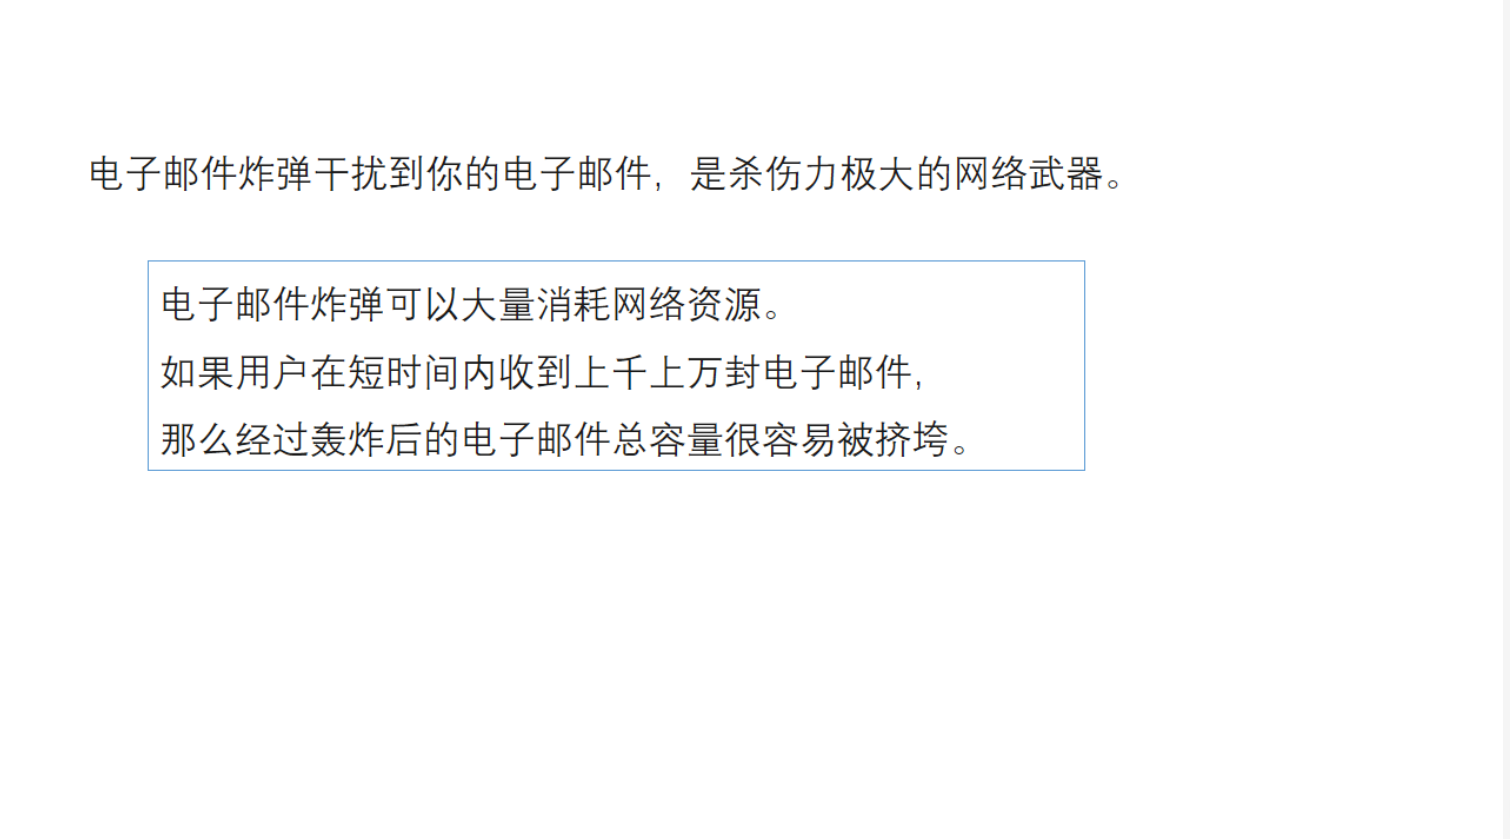 电子邮件炸弹干扰到你的电子邮件，是杀伤力极大的网络武器。
电子邮件炸弹可以大量消耗网络资源。
如果用户在短时间内收到上千上万封电子邮件，
那么经过轰炸后的电子邮件总容量很容易被挤垮。